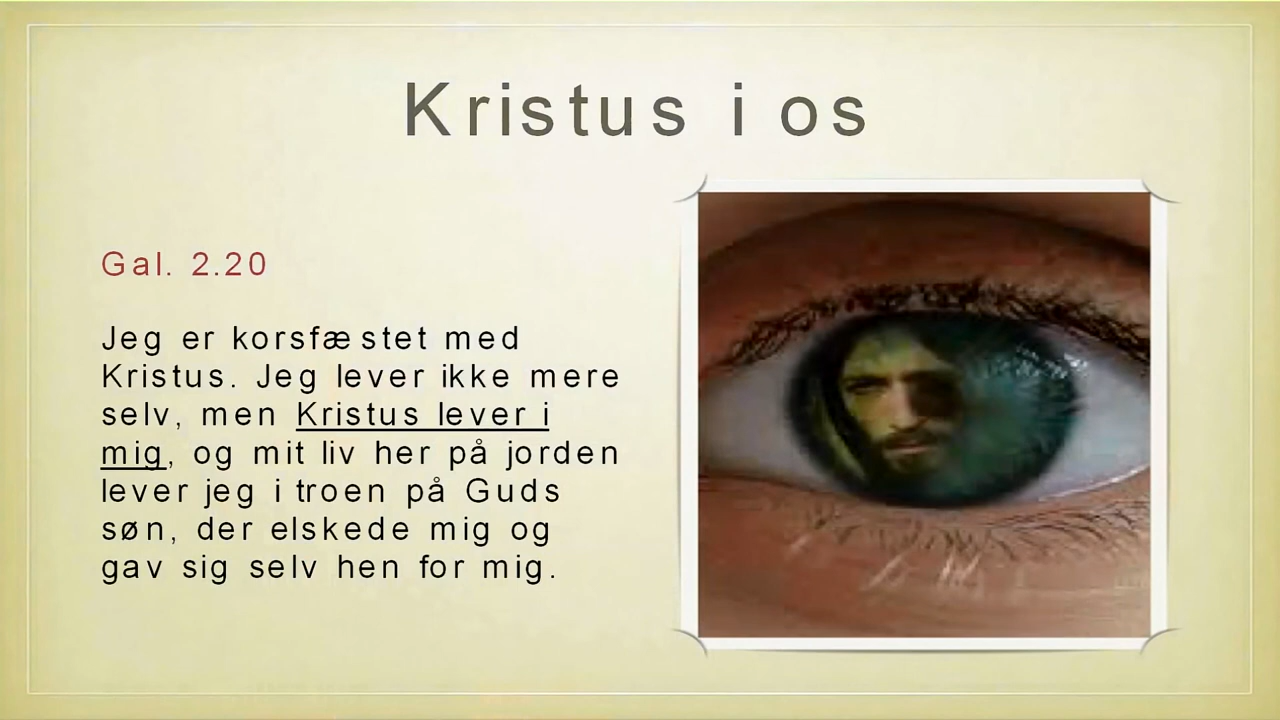 Kristus i os
Gal. 2.20
Jeg er korsfæstet med
Kristus. Jeg lever ikke mere
selv, men Kristus lever i
mig, og mit liv her på jorden
lever jeg i troen på Guds
søn, der elskede mig og
gav sig selv hen for mig.